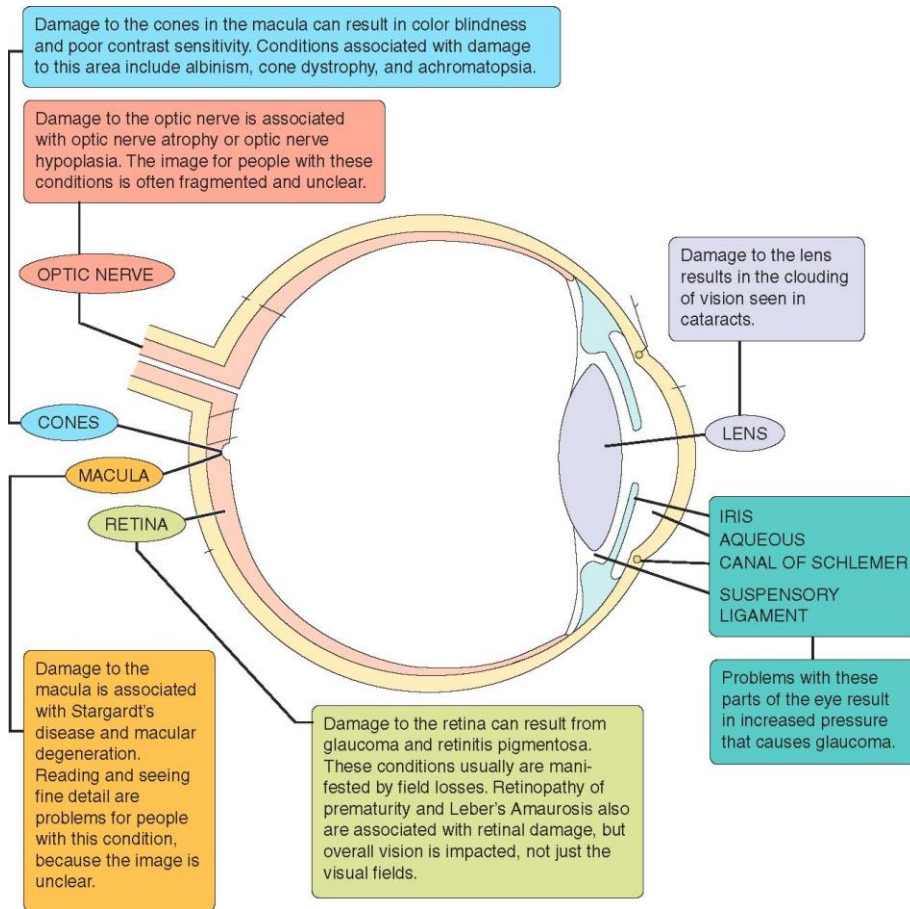 Damage to the cones in the macula can result in color blindness
and poor contrast sensitivity. Conditions associated with damage
to this area include albinism, cone dystrophy, and achromatopsia.
Damage to the optic nerve is associated
with optic nerve atrophy or optic nerve
hypoplasia. The image for people with these
conditions is often fragmented and unclear.
OPTIC NERVE
Damage to the lens
results in the clouding
of vision seen in
cataracts.
CONES
LENS
MACULA
RETINA
IRIS
AQUEOUS
CANAL OF SCHLEMER
SUSPENSORY
LIGAMENT
Damage to the
macula is associated
with Stargardt's
disease and macular
degeneration.
Reading and seeing
fine detail are
problems for people
with this condition,
because the image is
unclear.
Damage to the retina can result from
glaucoma and retinitis pigmentosa.
These conditions usually are mani-
fested by field losses. Retinopathy of
prematurity and Leber's Amaurosis also
are associated with retinal damage, but
overall vision is impacted, not just the
visual fields.
Problems with these
parts of the eye result
in increased pressure
that causes glaucoma.